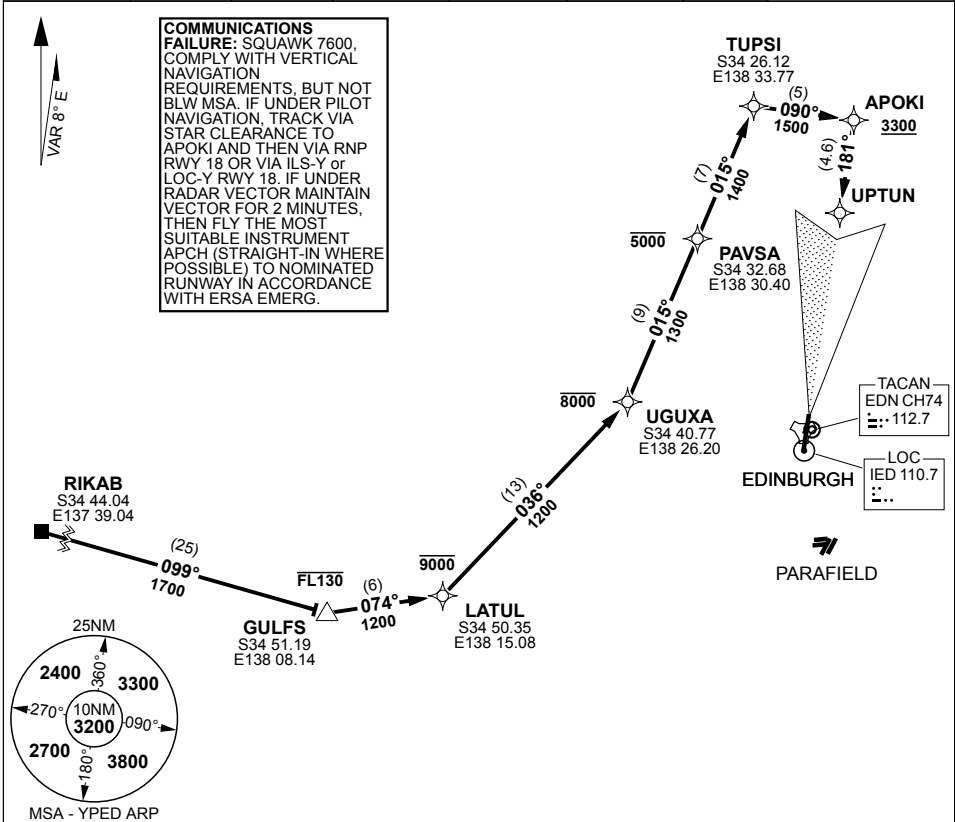 COMMUNICATIONS
FAILURE: SQUAWK 7600,
COMPLY WITH VERTICAL
NAVIGATION
REQUIREMENTS, BUT NOT
BLW MSA. IF UNDER PILOT
NAVIGATION, TRACK VIA
STAR CLEARANCE TO
APOKI AND THEN VIA RNP
RWY 18 OR VIA ILS-Y or
LOC-Y RWY 18. IF UNDER
RADAR VECTOR MAINTAIN
VECTOR FOR 2 MINUTES,
THEN FLY THE MOST
SUITABLE INSTRUMENT
APCH (STRAIGHT-IN WHERE
POSSIBLE) TO NOMINATED
RUNWAY IN ACCORDANCE
WITH ERSA EMERG.
VAR 8° E
TUPSI
S34 26.12
E138 33.77
(5)
090°
1500
APOKI
3300
(4.6)
181°
UPTUN
(7)
015°
1400
5000
PAVSA
S34 32.68
E138 30.40
(9)
015°
1300
8000
UGUXA
S34 40.77
E138 26.20
TACAN
EDN CH74
112.7
LOC
IED 110.7
EDINBURGH
PARAFIELD
RIKAB
S34 44.04
E137 39.04
(25)
099°
1700
(13)
036°
1200
FL130
GULFS
S34 51.19
E138 08.14
(6)
074°
1200
9000
LATUL
S34 50.35
E138 15.08
25NM
2400
360°
3300
270°
10NM
3200
090°
2700
180°
3800
MSA - YPED ARP